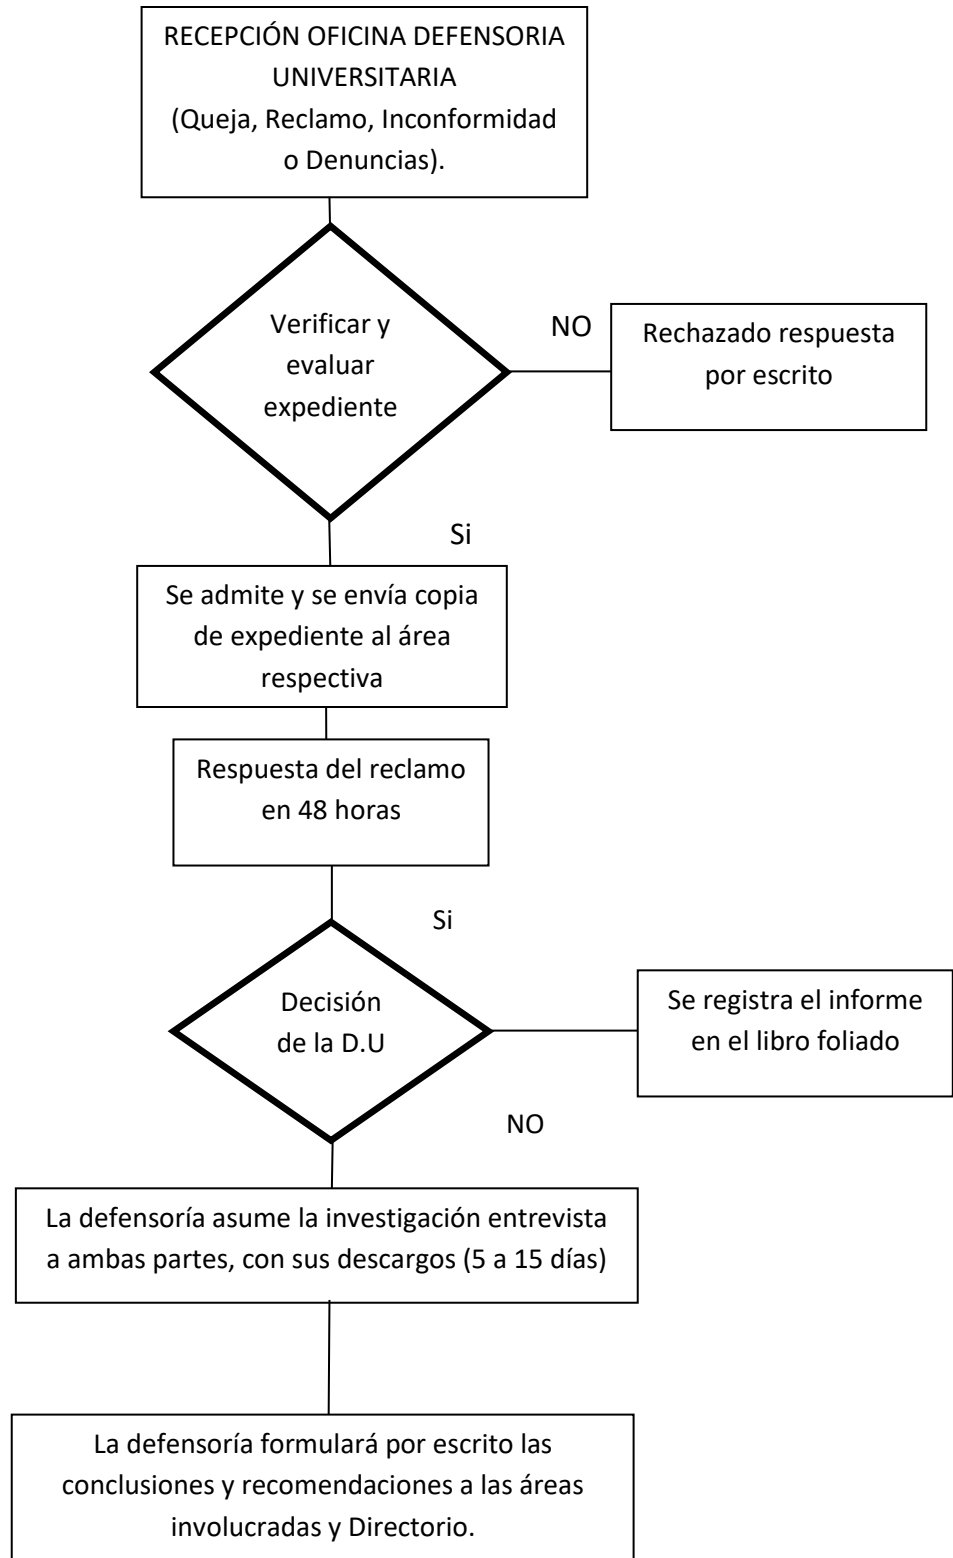 RECEPCIÓN OFICINA DEFENSORIA
UNIVERSITARIA
(Queja, Reclamo, Inconformidad
o Denuncias).
Verificar y
evaluar
expediente
NO
Rechazado respuesta
por escrito
Si
Se admite y se envía copia
de expediente al área
respectiva
Respuesta del reclamo
en 48 horas
Si
Decisión
de la D.U
Se registra el informe
en el libro foliado
NO
La defensoría asume la investigación entrevista
a ambas partes, con sus descargos (5 a 15 días)
La defensoría formulará por escrito las
conclusiones y recomendaciones a las áreas
involucradas y Directorio.